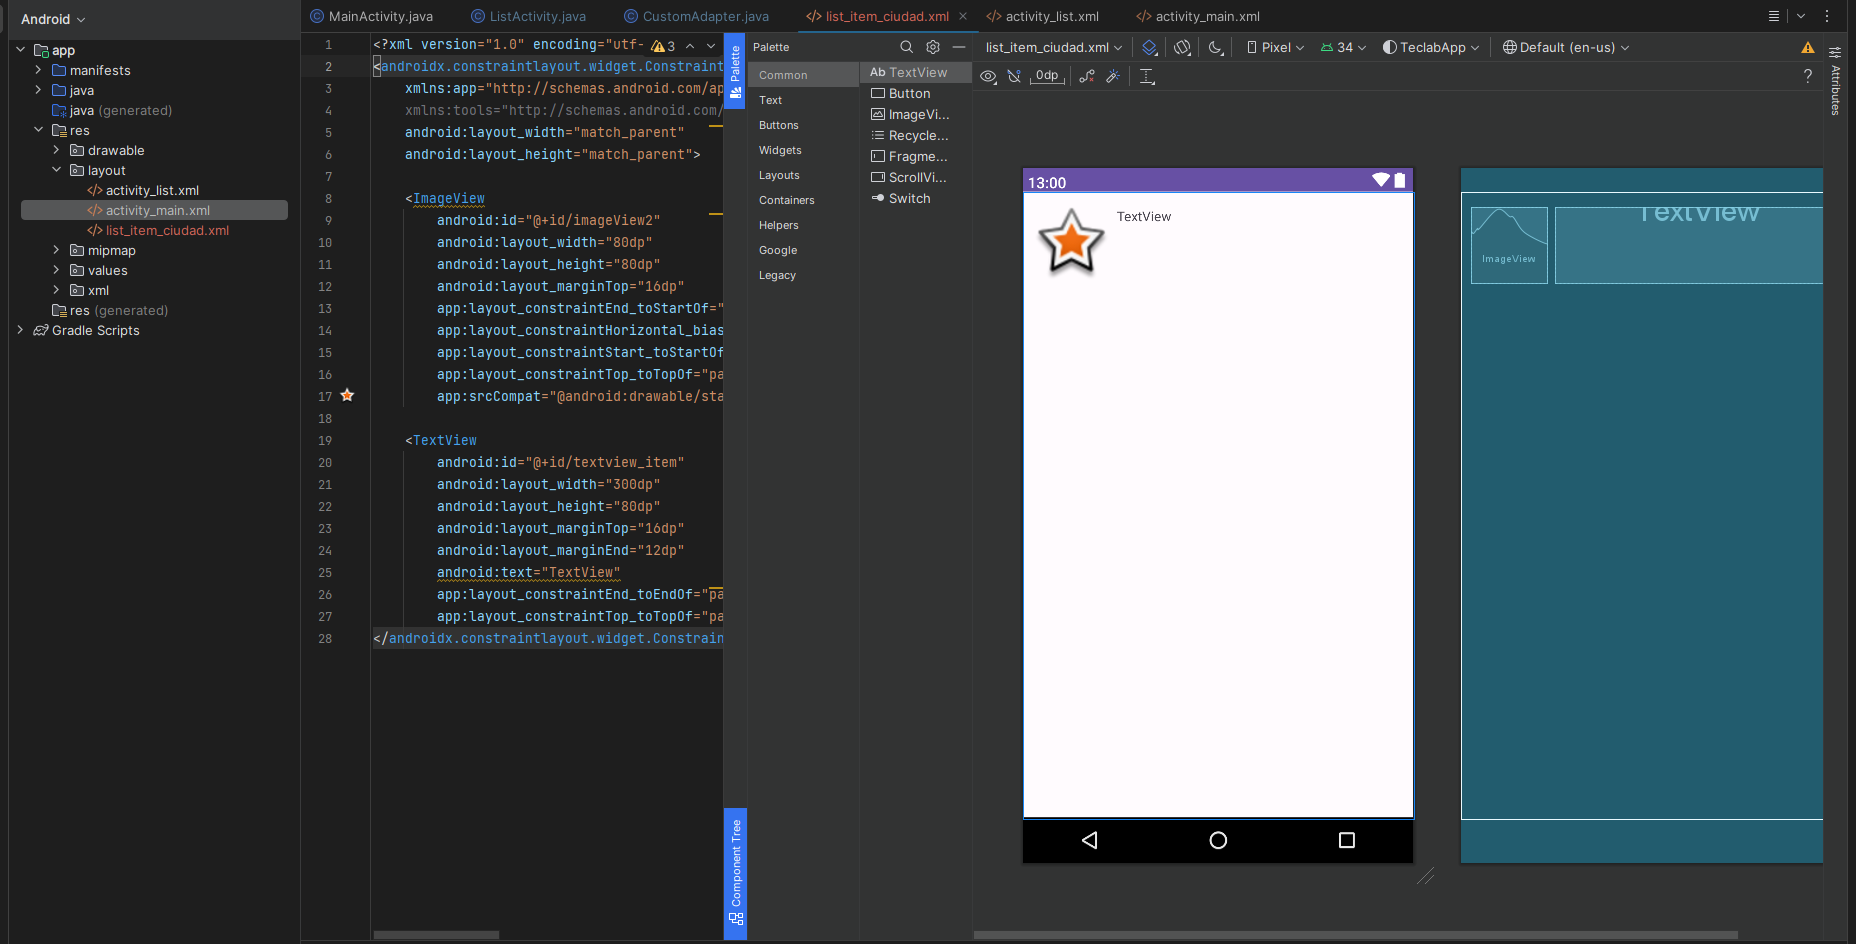 Android
MainActivity.java
ListActivity.java
CustomAdapter.java
list_item_ciudad.xml
activity_list.xml
activity_main.xml
app
manifests
java
java (generated)
res
drawable
layout
activity_list.xml
activity_main.xml
list_item_ciudad.xml
mipmap
values
xml
res (generated)
Gradle Scripts
1 <?xml version="1.0" encoding="utf- 3
2 <androidx.constraintlayout.widget.Constraint
3 xmlns:app="http://schemas.android.com/ap
4 xmlns:tools="http://schemas.android.com/
5 android:layout_width="match_parent"
6 android:layout_height="match_parent">
7
8 <ImageView
9 android:id="@+id/imageView2"
10 android:layout_width="80dp"
11 android:layout_height="80dp"
12 android:layout_marginTop="16dp"
13 app:layout_constraintEnd_toStartOf="
14 app:layout_constraintHorizontal_bias
15 app:layout_constraintStart_toStartOf
16 app:layout_constraintTop_toTopOf="pa
17 app:srcCompat="@android:drawable/sta
18
19 <TextView
20 android:id="@+id/textview_item"
21 android:layout_width="300dp"
22 android:layout_height="80dp"
23 android:layout_marginTop="16dp"
24 android:layout_marginEnd="12dp"
25 android:text="TextView"
26 app:layout_constraintEnd_toEndOf="pa
27 app:layout_constraintTop_toTopOf="pa
28 </androidx.constraintlayout.widget.Constrain
Palette
Component Tree
Palette
Common
Text
Buttons
Widgets
Layouts
Containers
Helpers
Google
Legacy
Ab TextView
Button
ImageVi...
Recycle...
Fragme...
ScrollVi...
Switch
list_item_ciudad.xml
Pixel
34
TeclabApp
Default (en-us)
0dp
?
Attributes
13:00
TextView
TextView
ImageView